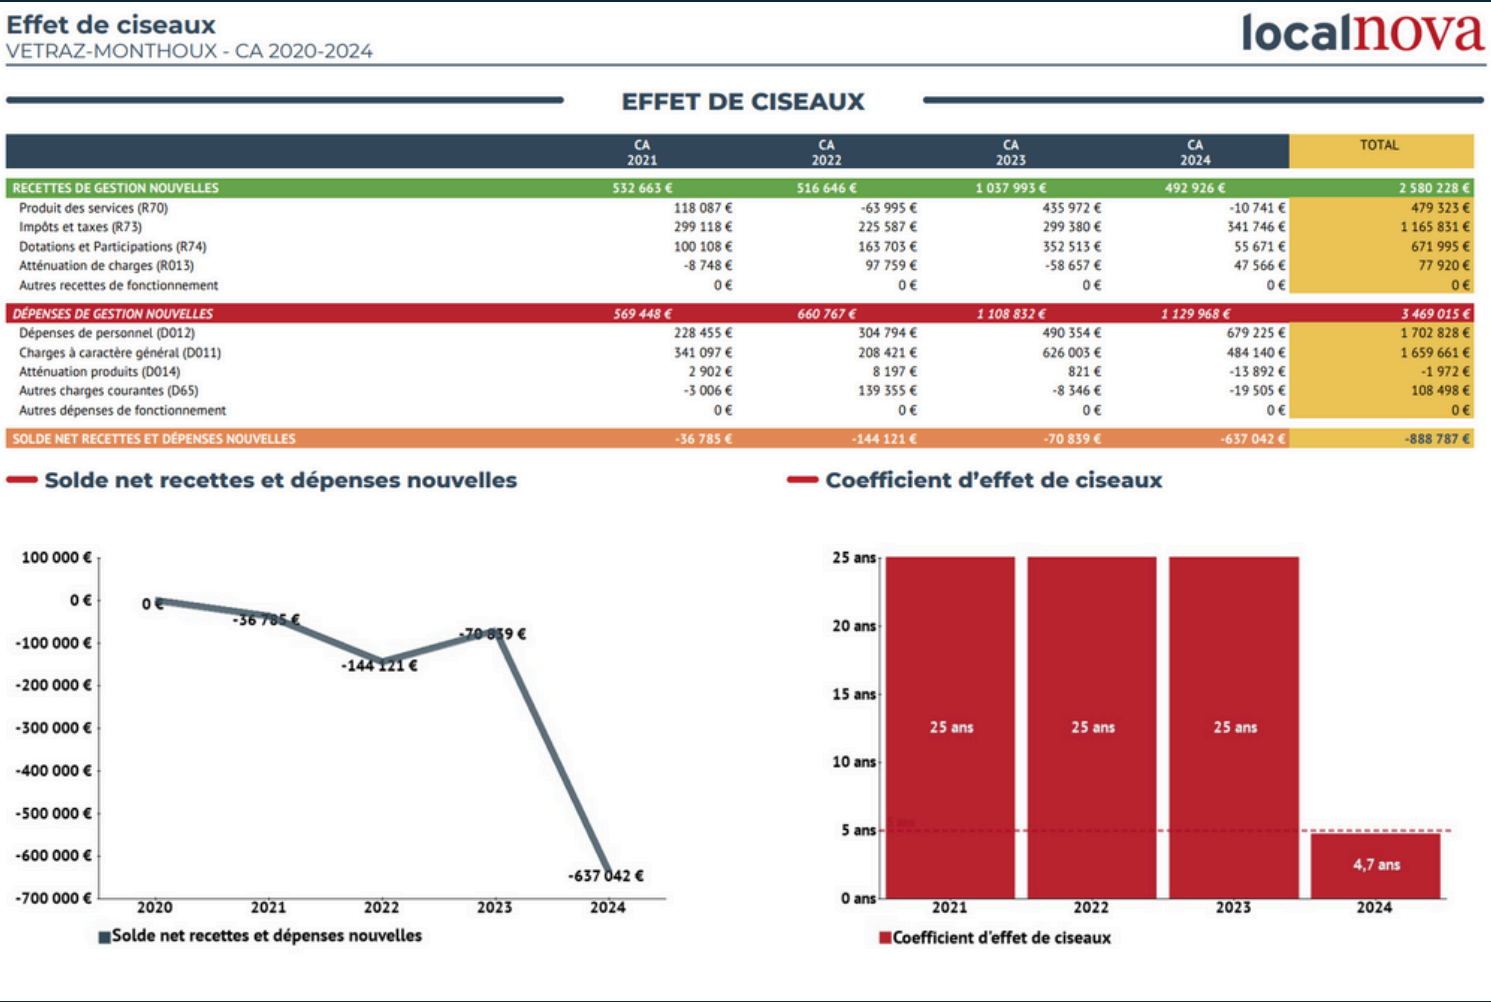 Effet de ciseaux
VETRAZ-MONTHOUX - CA 2020-2024
localnova
EFFET DE CISEAUX
CA 2021 CA 2022 CA 2023 CA 2024 TOTAL
RECETTES DE GESTION NOUVELLES 532 663 € 516 646 € 1 037 993 € 492 926 € 2 580 228 €
Produit des services (R70) 118 087 € -63 995 € 435 972 € -10 741 € 479 323 €
Impôts et taxes (R73) 299 118 € 225 587 € 299 380 € 341 746 € 1 165 831 €
Dotations et Participations (R74) 100 108 € 163 703 € 352 513 € 55 671 € 671 995 €
Atténuation de charges (R013) -8 748 € 97 759 € -58 657 € 47 566 € 77 920 €
Autres recettes de fonctionnement 0 € 0 € 0 € 0 € 0 €
DÉPENSES DE GESTION NOUVELLES 569 448 € 660 767 € 1 108 832 € 1 129 968 € 3 469 015 €
Dépenses de personnel (D012) 228 455 € 304 794 € 490 354 € 679 225 € 1 702 828 €
Charges à caractère général (D011) 341 097 € 208 421 € 626 003 € 484 140 € 1 659 661 €
Atténuation produits (D014) 2 902 € 8 197 € 821 € -13 892 € -1 972 €
Autres charges courantes (D65) -3 006 € 139 355 € -8 346 € -19 505 € 108 498 €
Autres dépenses de fonctionnement 0 € 0 € 0 € 0 € 0 €
SOLDE NET RECETTES ET DÉPENSES NOUVELLES -36 785 € -144 121 € -70 839 € -637 042 € -888 787 €
Solde net recettes et dépenses nouvelles
100 000 €
0 €
-100 000 €
-200 000 €
-300 000 €
-400 000 €
-500 000 €
-600 000 €
-700 000 €
0 €
-36 785 €
-144 121 €
-70 839 €
-637 042 €
2020 2021 2022 2023 2024
Solde net recettes et dépenses nouvelles
Coefficient d'effet de ciseaux
25 ans
20 ans
15 ans
10 ans
5 ans
0 ans
25 ans 25 ans 25 ans
5 ans
4,7 ans
2021 2022 2023 2024
Coefficient d'effet de ciseaux